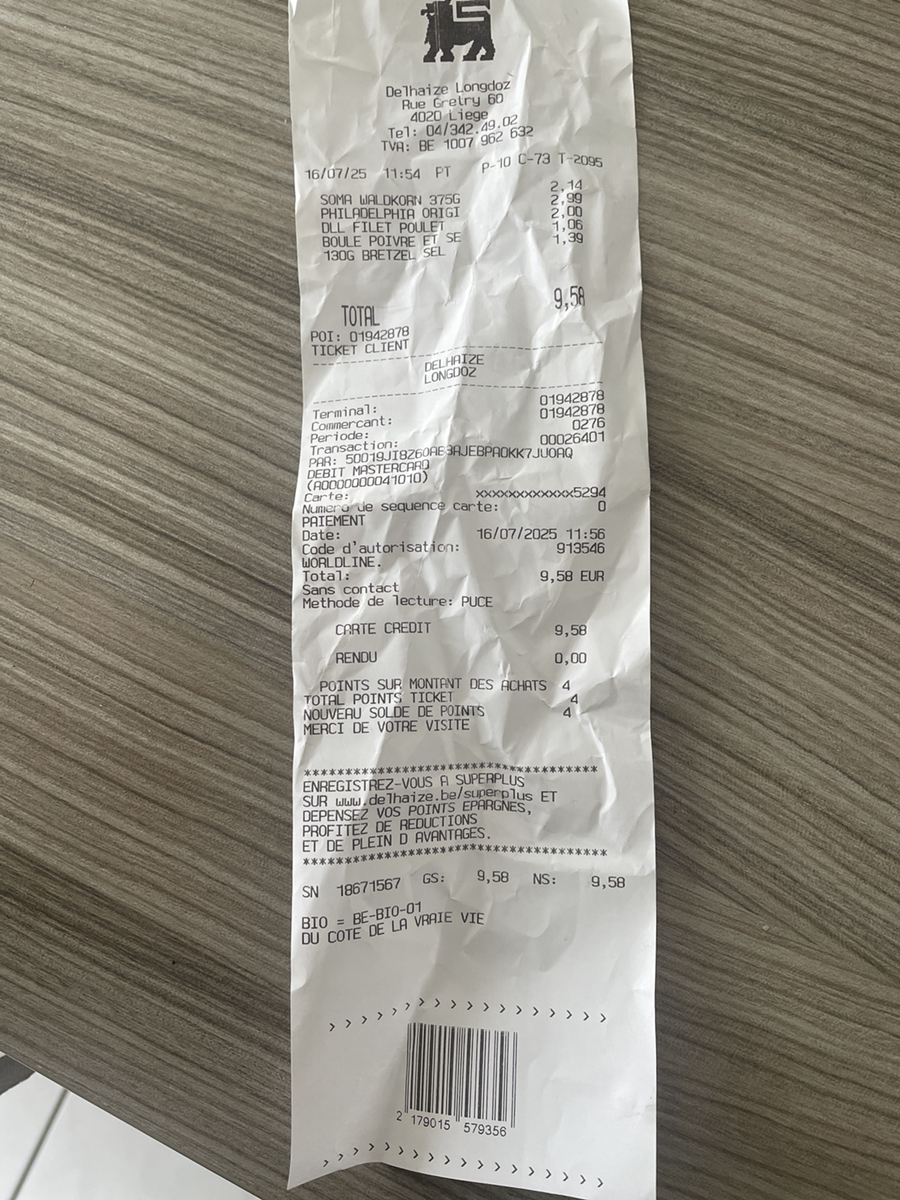 Delhaize Longdoz
Rue Gretry 60
4020 Liege
Tel: 04/342.49.02
TVA: BE 1007 962 632
16/07/25 11:54 PT P-10 C-73 T-2095
SOMA WALDKORN 375G 2,14
PHILADELPHIA ORIGI 2,99
DLL FILET POULET 2,00
BOULE POIVRE ET SE 1,06
130G BRETZEL SEL 1,39
TOTAL 9,58
POI: 01942878
TICKET CLIENT
DELHAIZE
LONGDOZ
Terminal: 01942878
Commercant: 01942878
Periode: 0276
Transaction: 00026401
PAR: 
DEBIT MASTERCARD
(A0000000041010)
Carte: xxxxxxxxxxxxx5294
Numero de sequence carte: 0
PAIEMENT
Date: 16/07/2025 11:56
Code d'autorisation: 913546
WORLDLINE.
Total: 9,58 EUR
Sans contact
Methode de lecture: PUCE
CARTE CREDIT 9,58
RENDU 0,00
POINTS SUR MONTANT DES ACHATS 4
TOTAL POINTS TICKET 4
NOUVEAU SOLDE DE POINTS 4
MERCI DE VOTRE VISITE
******************************************
ENREGISTREZ-VOUS A SUPERPLUS
SUR www.delhaize.be/superplus ET
DEPENSEZ VOS POINTS EPARGNES,
PROFITEZ DE REDUCTIONS
ET DE PLEIN D AVANTAGES.
******************************************
SN 18671567 GS: 9,58 NS: 9,58
BIO = BE-BIO-01
DU COTE DE LA VRAIE VIE
2 179015 579356